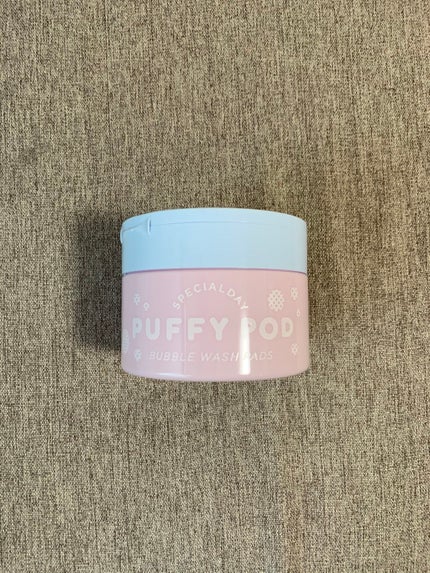 SPECIALDAY
PUFFY POD
BUBBLE WASH PADS